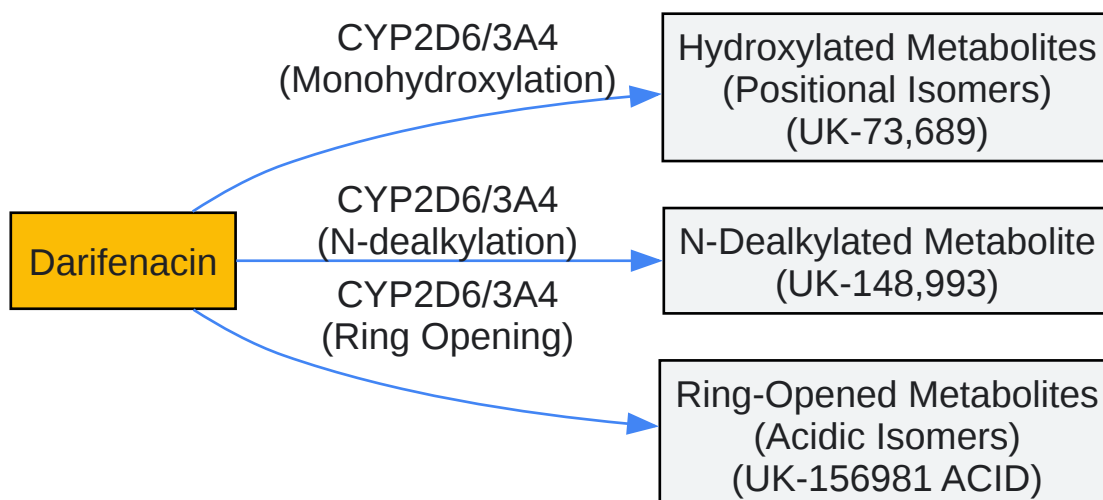 Darifenacin
CYP2D6/3A4
(Monohydroxylation)
Hydroxylated Metabolites
(Positional Isomers)
(UK-73,689)
CYP2D6/3A4
(N-dealkylation)
N-Dealkylated Metabolite
(UK-148,993)
CYP2D6/3A4
(Ring Opening)
Ring-Opened Metabolites
(Acidic Isomers)
(UK-156981 ACID)